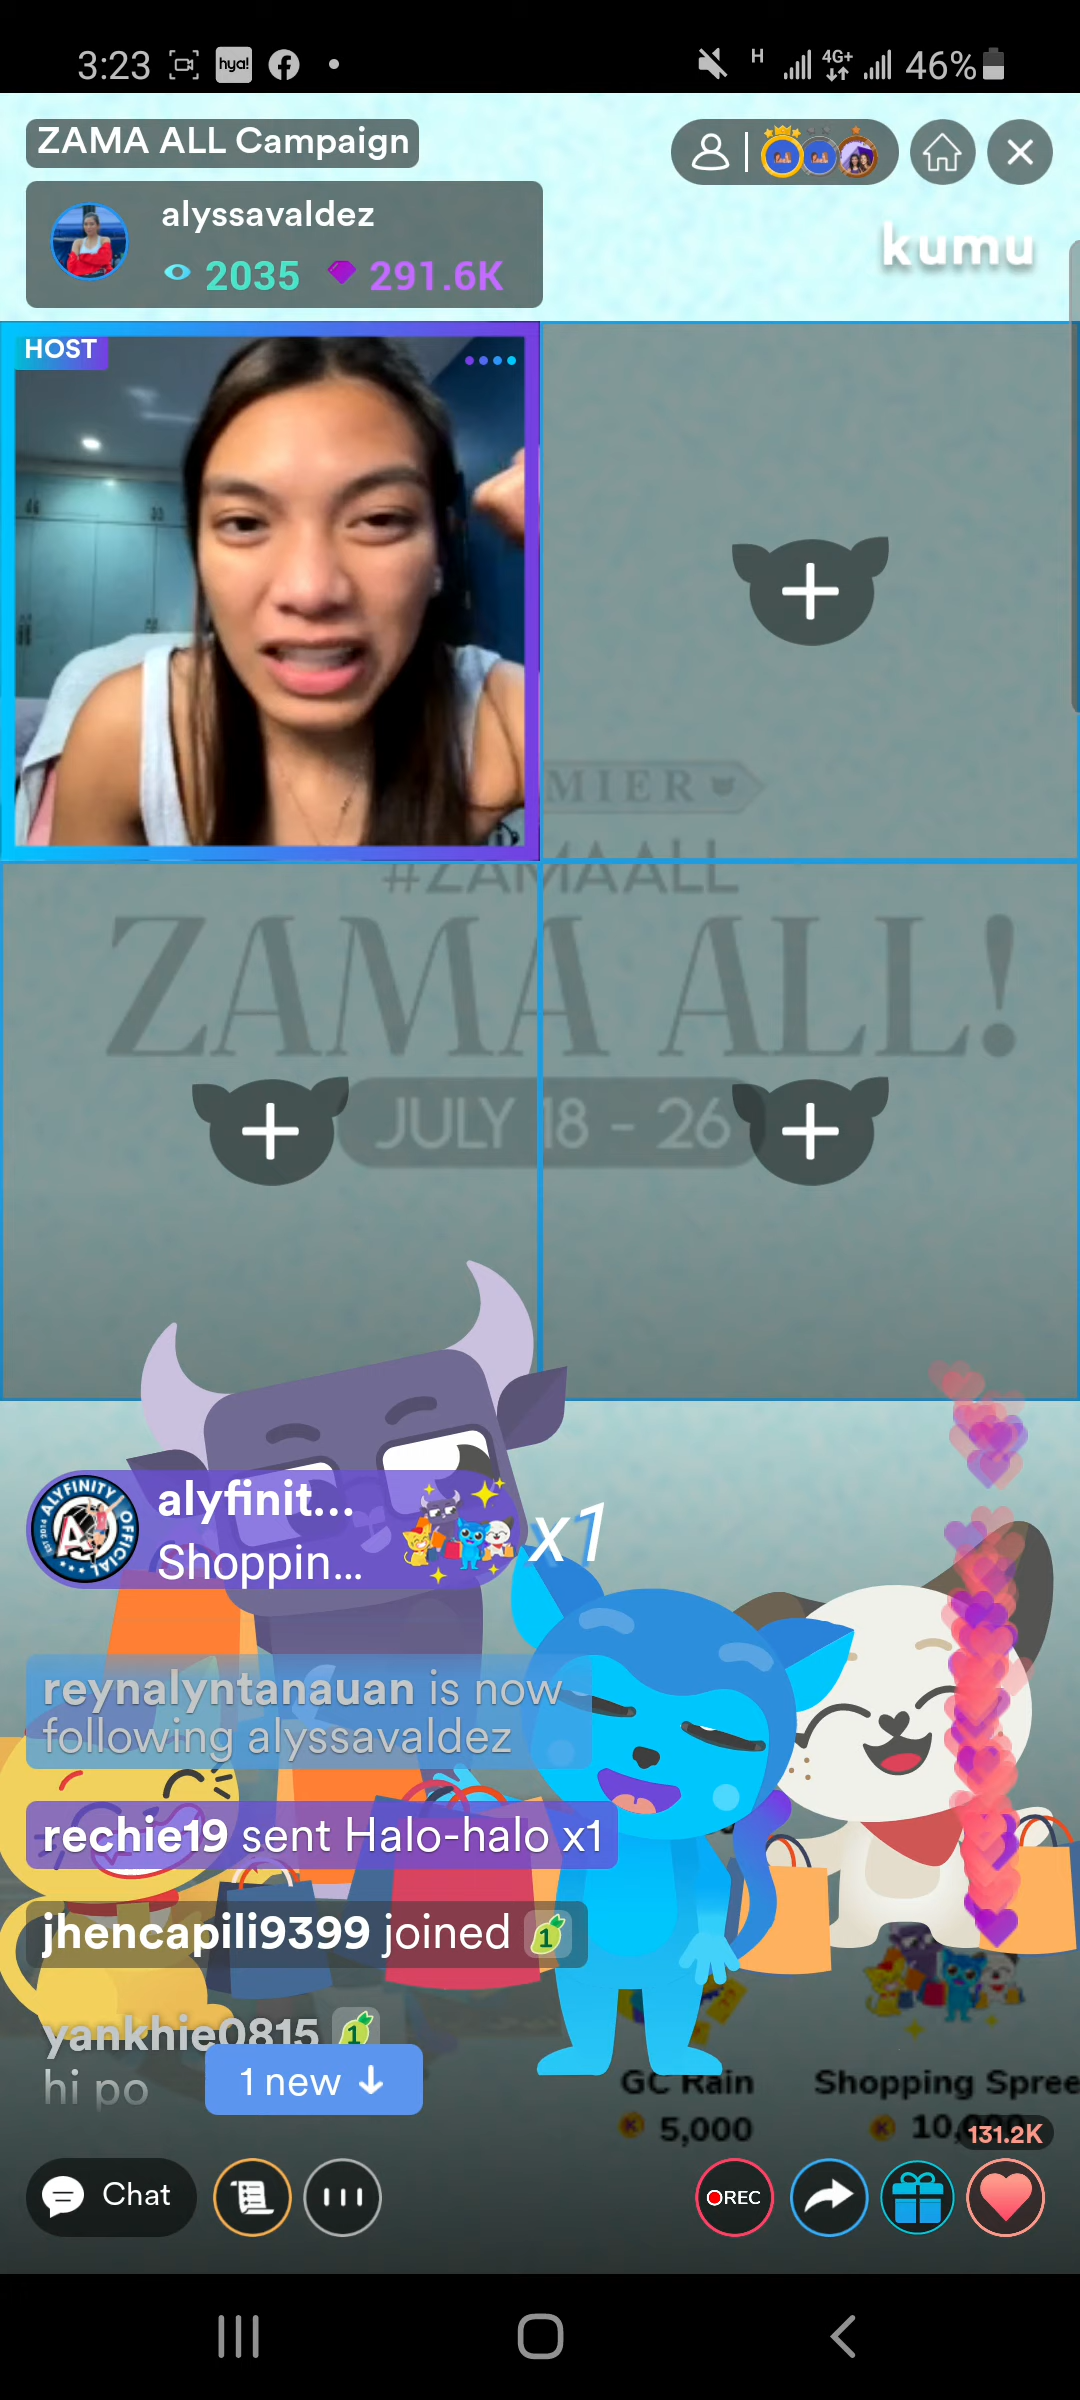 3:23 hya! H 4G+ 46%
ZAMA ALL Campaign
alyssavaldez
2035 291.6K
kumu
HOST
MIER
#ZAMAALL
ZAMA ALL!
JULY 18 - 26
alyfinit...
Shoppin...
x1
ALYFINITY OFFICIAL
reynalyntanauan is now
following alyssavaldez
rechie19 sent Halo-halo x1
jhencapili9399 joined 1
yankhie0815 1
hi po
1 new
GC Rain Shopping Spree
5,000
131.2K
Chat
REC